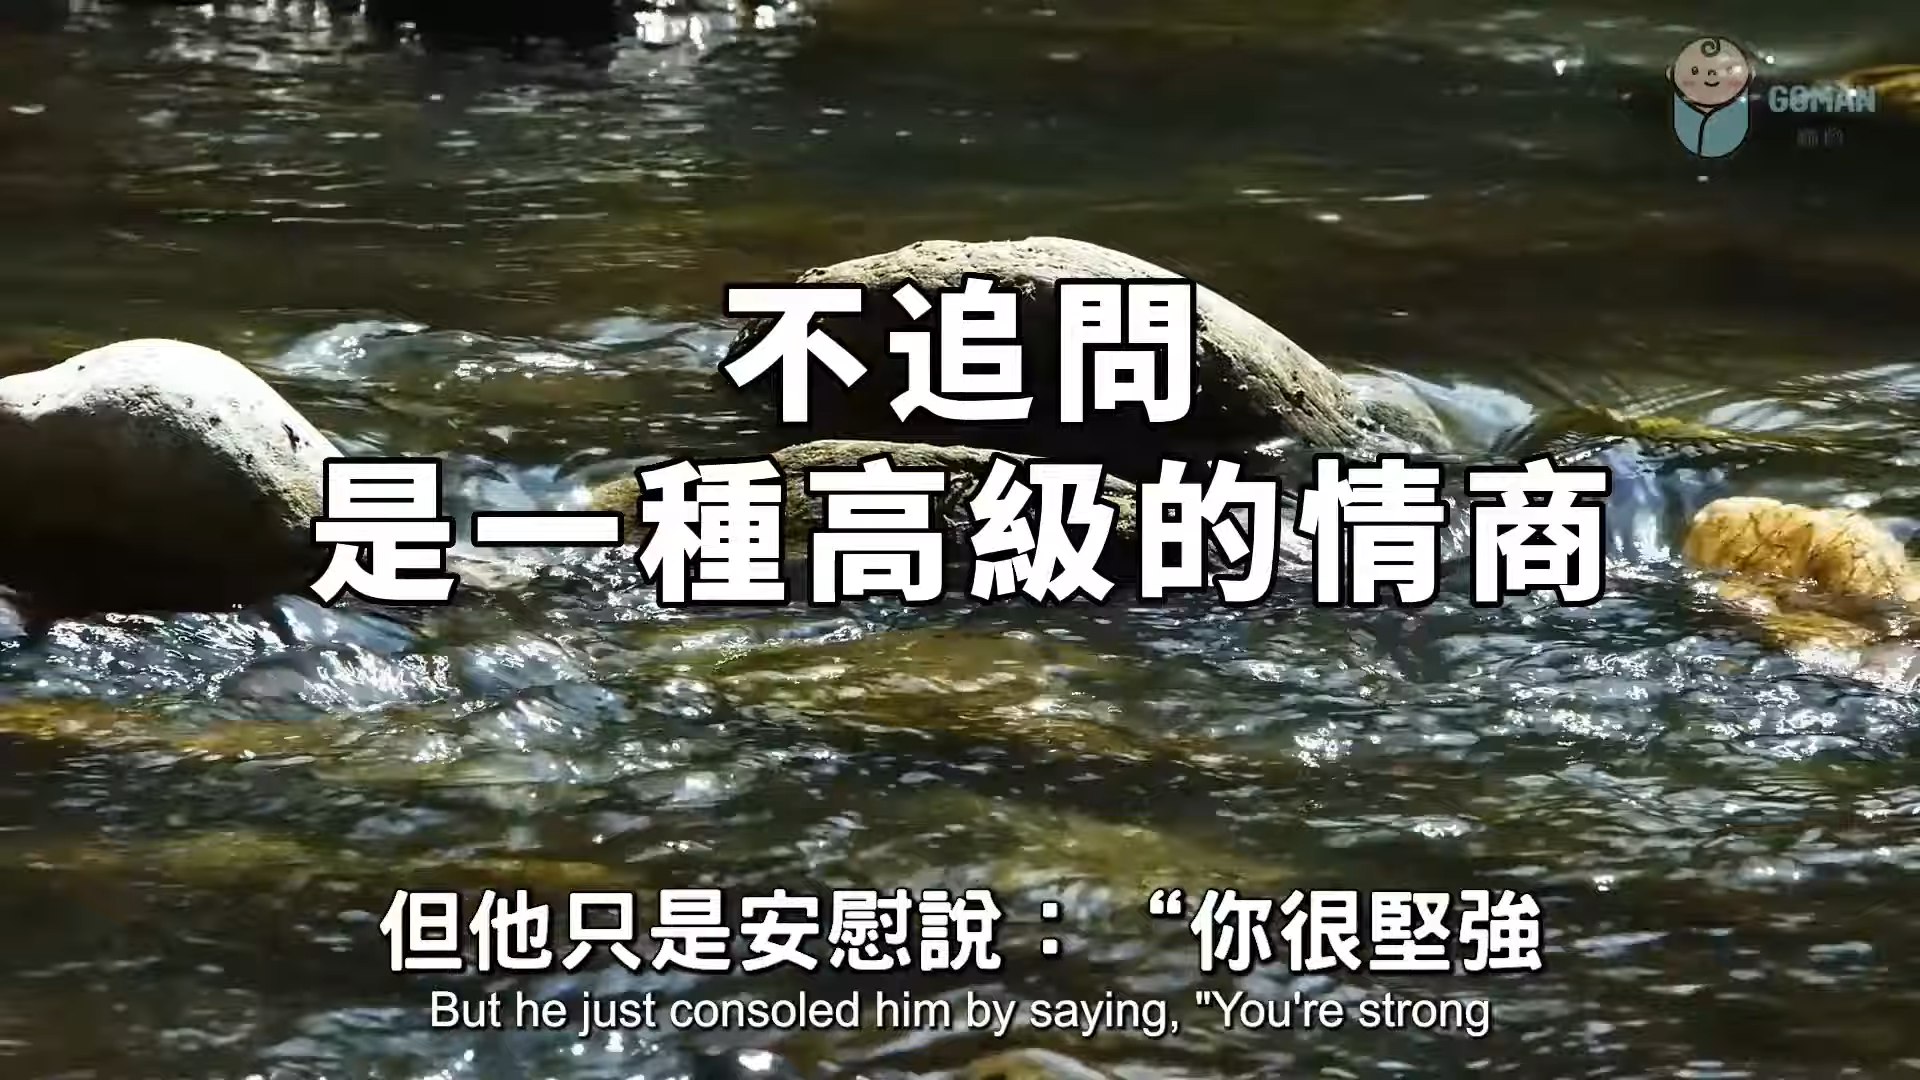 GOMAN
不追問
是一種高級的情商
但他只是安慰說：“你很堅強
But he just consoled him by saying, "You're strong